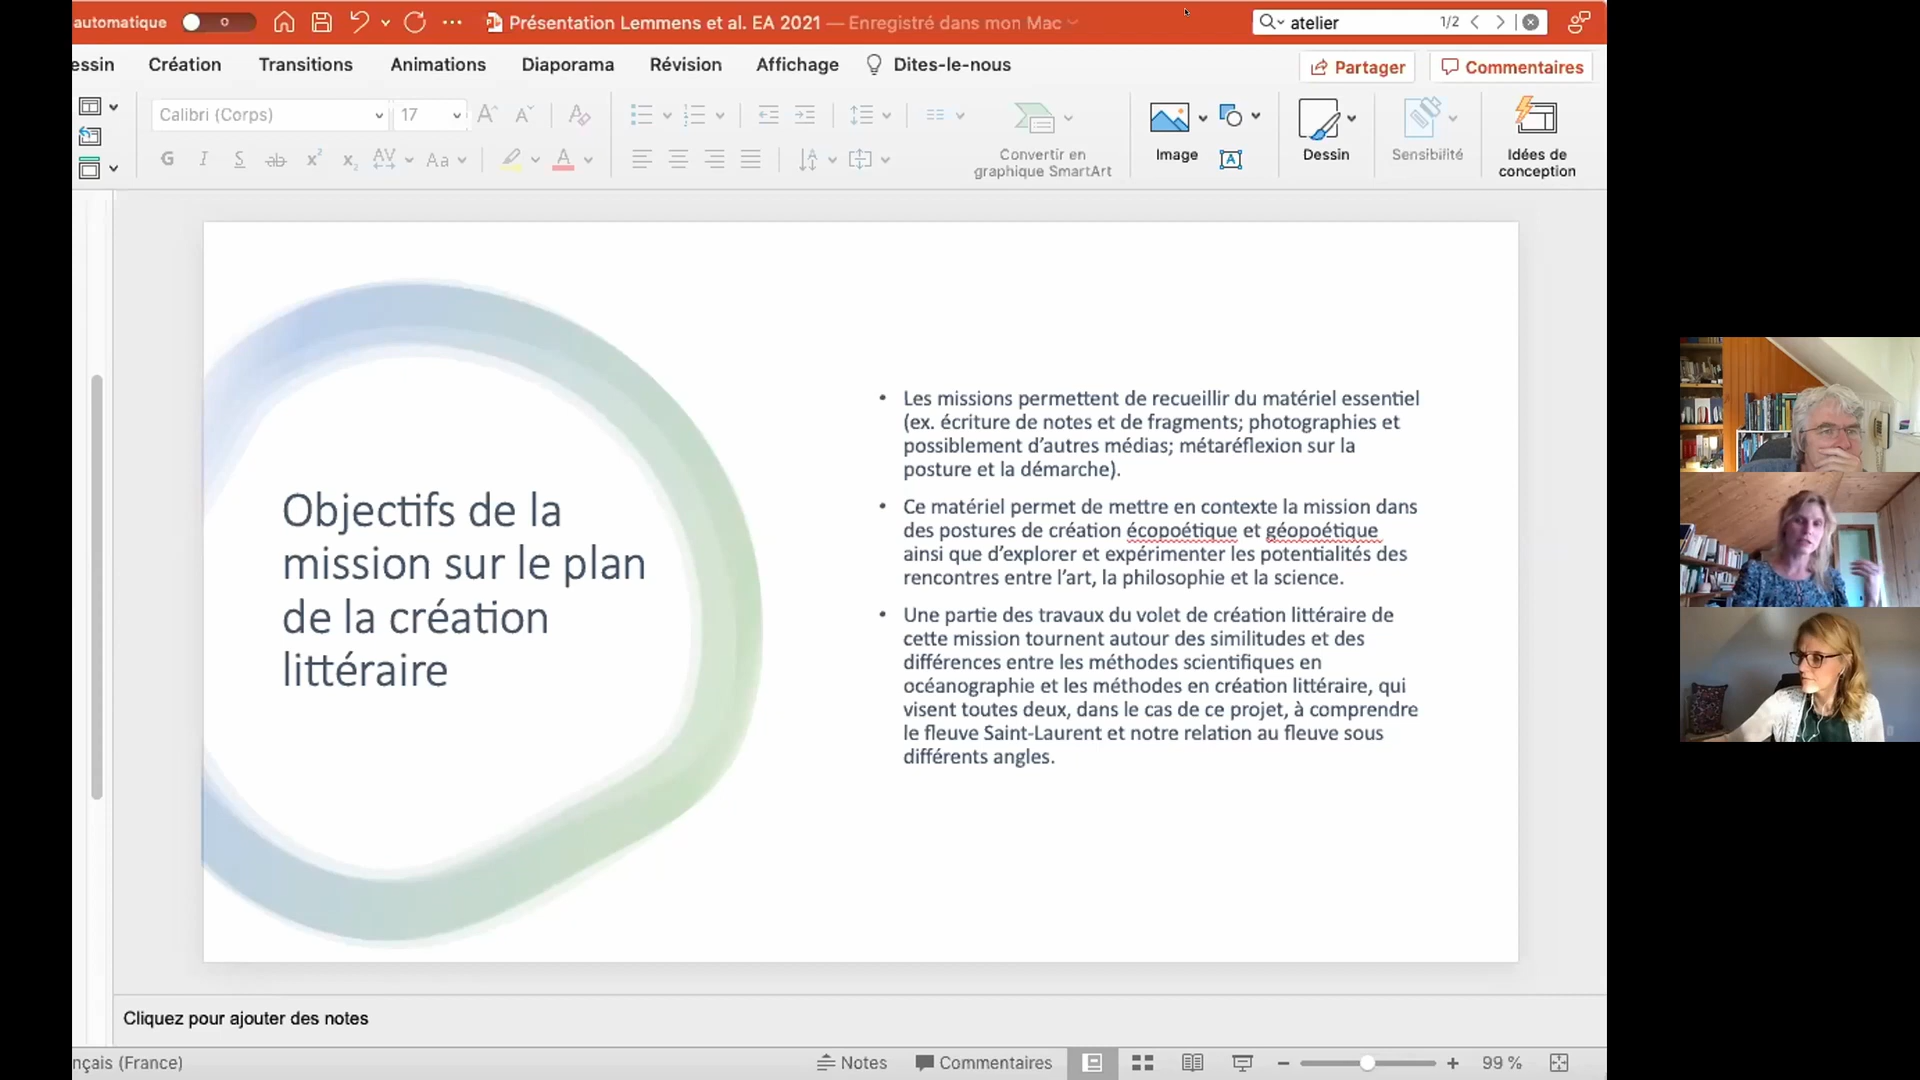 automatique
Présentation Lemmens et al. EA 2021 — Enregistré dans mon Mac
atelier
1/2
essin
Création
Transitions
Animations
Diaporama
Révision
Affichage
Dites-le-nous
Partager
Commentaires
Calibri (Corps)
17
Convertir en
graphique SmartArt
Image
Dessin
Sensibilité
Idées de
conception
Objectifs de la
mission sur le plan
de la création
littéraire
• Les missions permettent de recueillir du matériel essentiel
(ex. écriture de notes et de fragments; photographies et
possiblement d’autres médias; métaréflexion sur la
posture et la démarche).
• Ce matériel permet de mettre en contexte la mission dans
des postures de création écopoétique et géopoétique
ainsi que d’explorer et expérimenter les potentialités des
rencontres entre l’art, la philosophie et la science.
• Une partie des travaux du volet de création littéraire de
cette mission tournent autour des similitudes et des
différences entre les méthodes scientifiques en
océanographie et les méthodes en création littéraire, qui
visent toutes deux, dans le cas de ce projet, à comprendre
le fleuve Saint-Laurent et notre relation au fleuve sous
différents angles.
Cliquez pour ajouter des notes
nçais (France)
Notes
Commentaires
99 %